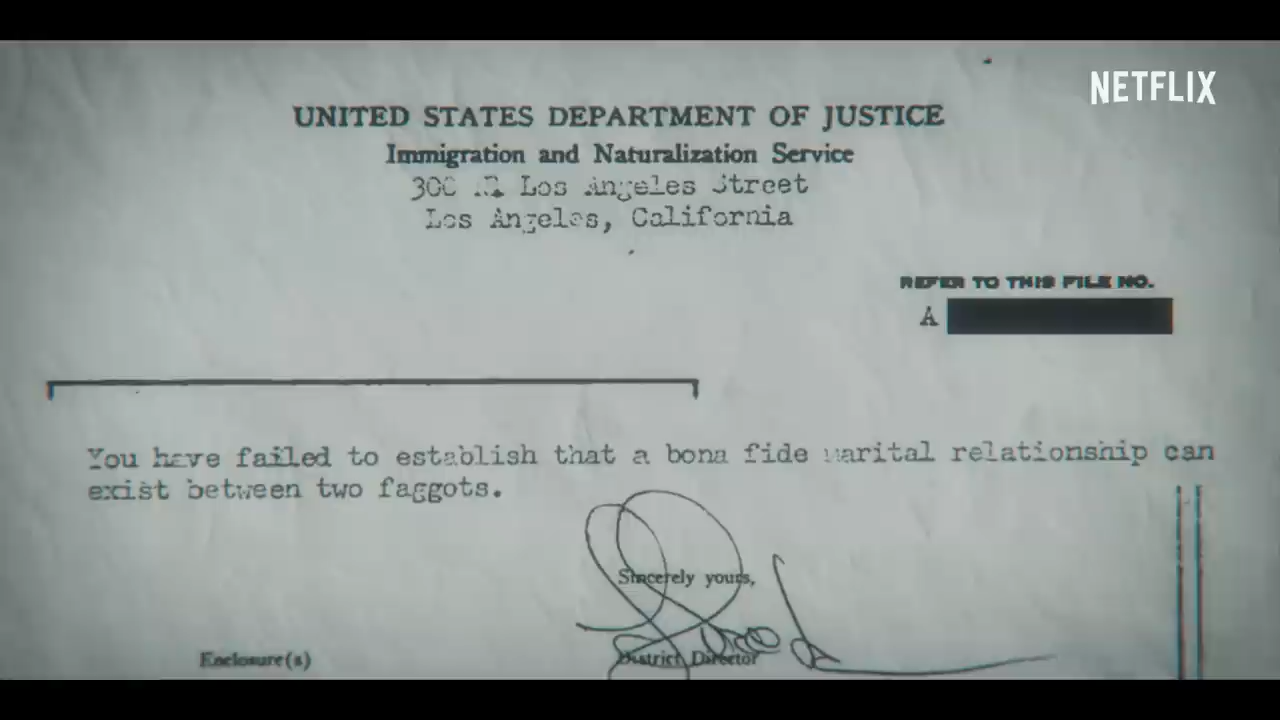 NETFLIX
UNITED STATES DEPARTMENT OF JUSTICE
Immigration and Naturalization Service
300 Los Angeles Street
Los Angeles, California
REFER TO THIS FILE NO.
A
You have failed to establish that a bona fide marital relationship can
exist between two faggots.
Sincerely yours,
Enclosure(s)
District Director